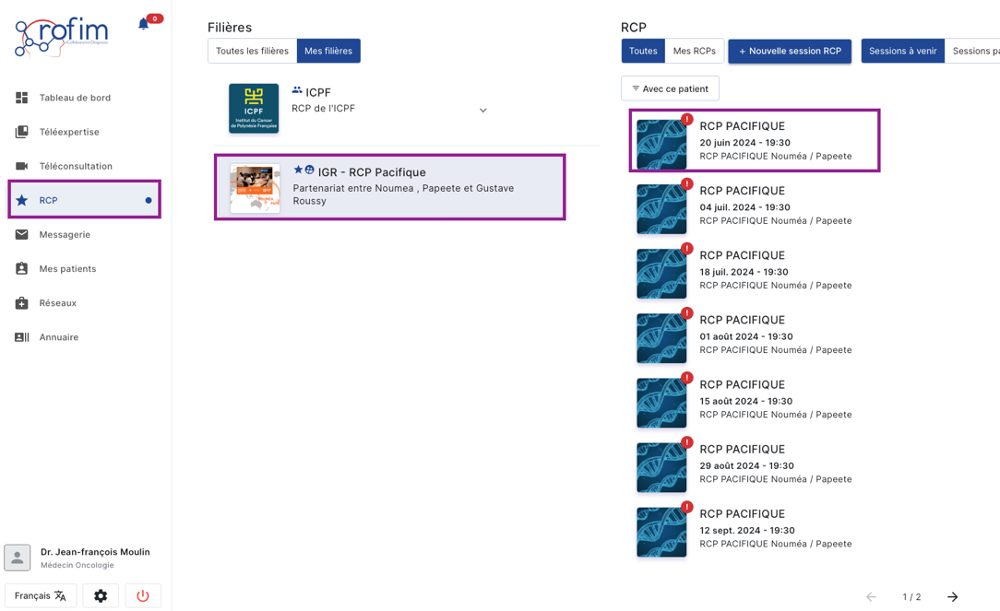 rofim
eCollaborons Diagnosis
0
Tableau de bord
Téléexpertise
Téléconsultation
RCP
Messagerie
Mes patients
Réseaux
Annuaire
Dr. Jean-françois Moulin
Médecin Oncologie
Français
Filières
Toutes les filières
Mes filières
ICPF
Institut du Cancer
de Polynésie Française
ICPF
RCP de l'ICPF
IGR - RCP Pacifique
Partenariat entre Noumea , Papeete et Gustave
Roussy
RCP
Toutes
Mes RCPs
+ Nouvelle session RCP
Sessions à venir
Sessions pa
Avec ce patient
!
RCP PACIFIQUE
20 juin 2024 - 19:30
RCP PACIFIQUE Nouméa / Papeete
!
RCP PACIFIQUE
04 juil. 2024 - 19:30
RCP PACIFIQUE Nouméa / Papeete
!
RCP PACIFIQUE
18 juil. 2024 - 19:30
RCP PACIFIQUE Nouméa / Papeete
!
RCP PACIFIQUE
01 août 2024 - 19:30
RCP PACIFIQUE Nouméa / Papeete
!
RCP PACIFIQUE
15 août 2024 - 19:30
RCP PACIFIQUE Nouméa / Papeete
!
RCP PACIFIQUE
29 août 2024 - 19:30
RCP PACIFIQUE Nouméa / Papeete
!
RCP PACIFIQUE
12 sept. 2024 - 19:30
RCP PACIFIQUE Nouméa / Papeete
1 / 2